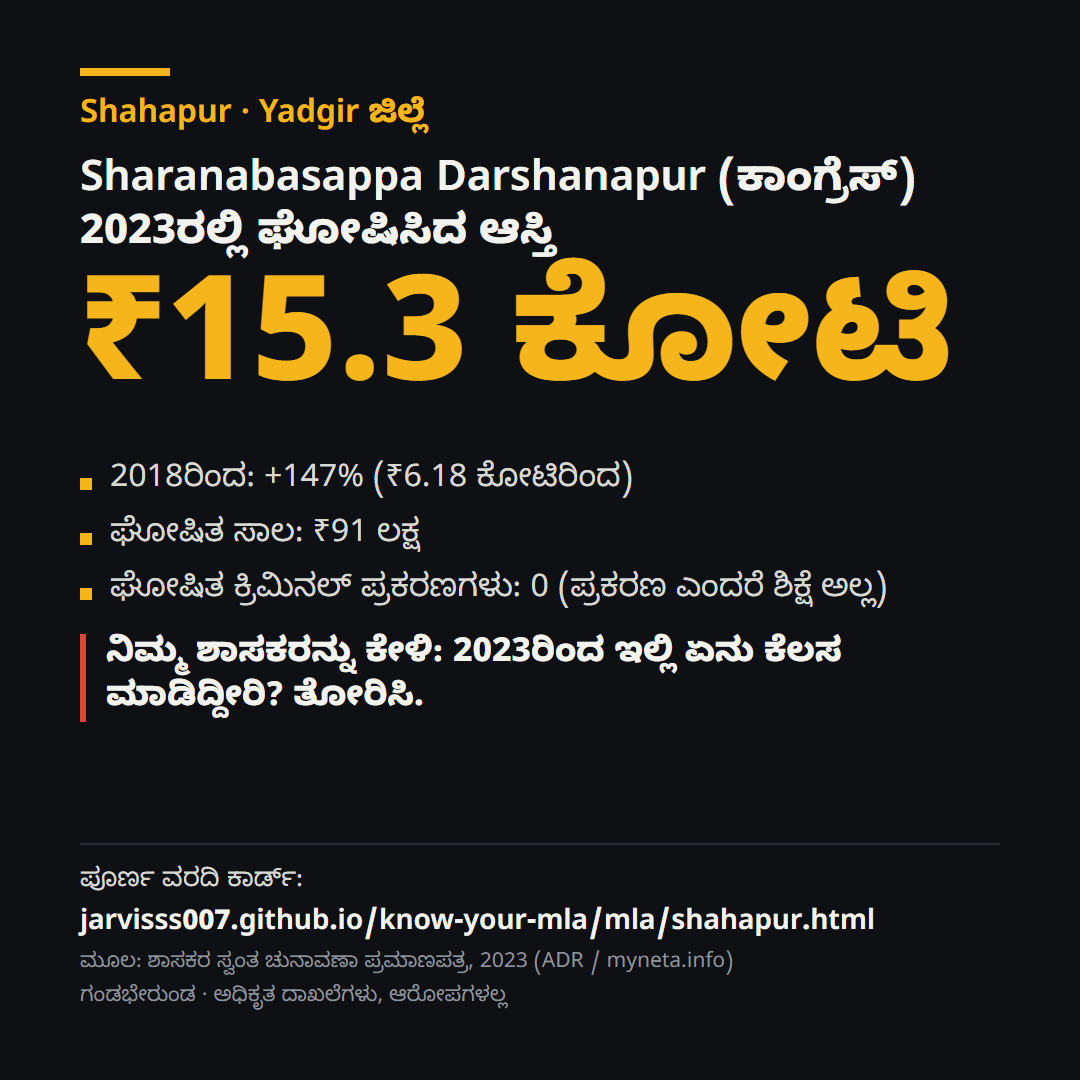 Shahapur · Yadgir ಜಿಲ್ಲೆ
Sharanabasappa Darshanapur (ಕಾಂಗ್ರೆಸ್)
2023ರಲ್ಲಿ ಘೋಷಿಸಿದ ಆಸ್ತಿ
₹15.3 ಕೋಟಿ
2018ರಿಂದ: +147% (₹6.18 ಕೋಟಿರಿಂದ)
ಘೋಷಿತ ಸಾಲ: ₹91 ಲಕ್ಷ
ಘೋಷಿತ ಕ್ರಿಮಿನಲ್ ಪ್ರಕರಣಗಳು: 0 (ಪ್ರಕರಣ ಎಂದರೆ ಶಿಕ್ಷೆ ಅಲ್ಲ)
ನಿಮ್ಮ ಶಾಸಕರನ್ನು ಕೇಳಿ: 2023ರಿಂದ ಇಲ್ಲಿ ಏನು ಕೆಲಸ
ಮಾಡಿದ್ದೀರಿ? ತೋರಿಸಿ.
ಪೂರ್ಣ ವರದಿ ಕಾರ್ಡ್:
jarvisss007.github.io/know-your-mla/mla/shahapur.html
ಮೂಲ: ಶಾಸಕರ ಸ್ವಂತ ಚುನಾವಣಾ ಪ್ರಮಾಣಪತ್ರ, 2023 (ADR / myneta.info)
ಗಂಡಭೇರುಂಡ · ಅಧಿಕೃತ ದಾಖಲೆಗಳು, ಆರೋಪಗಳಲ್ಲ